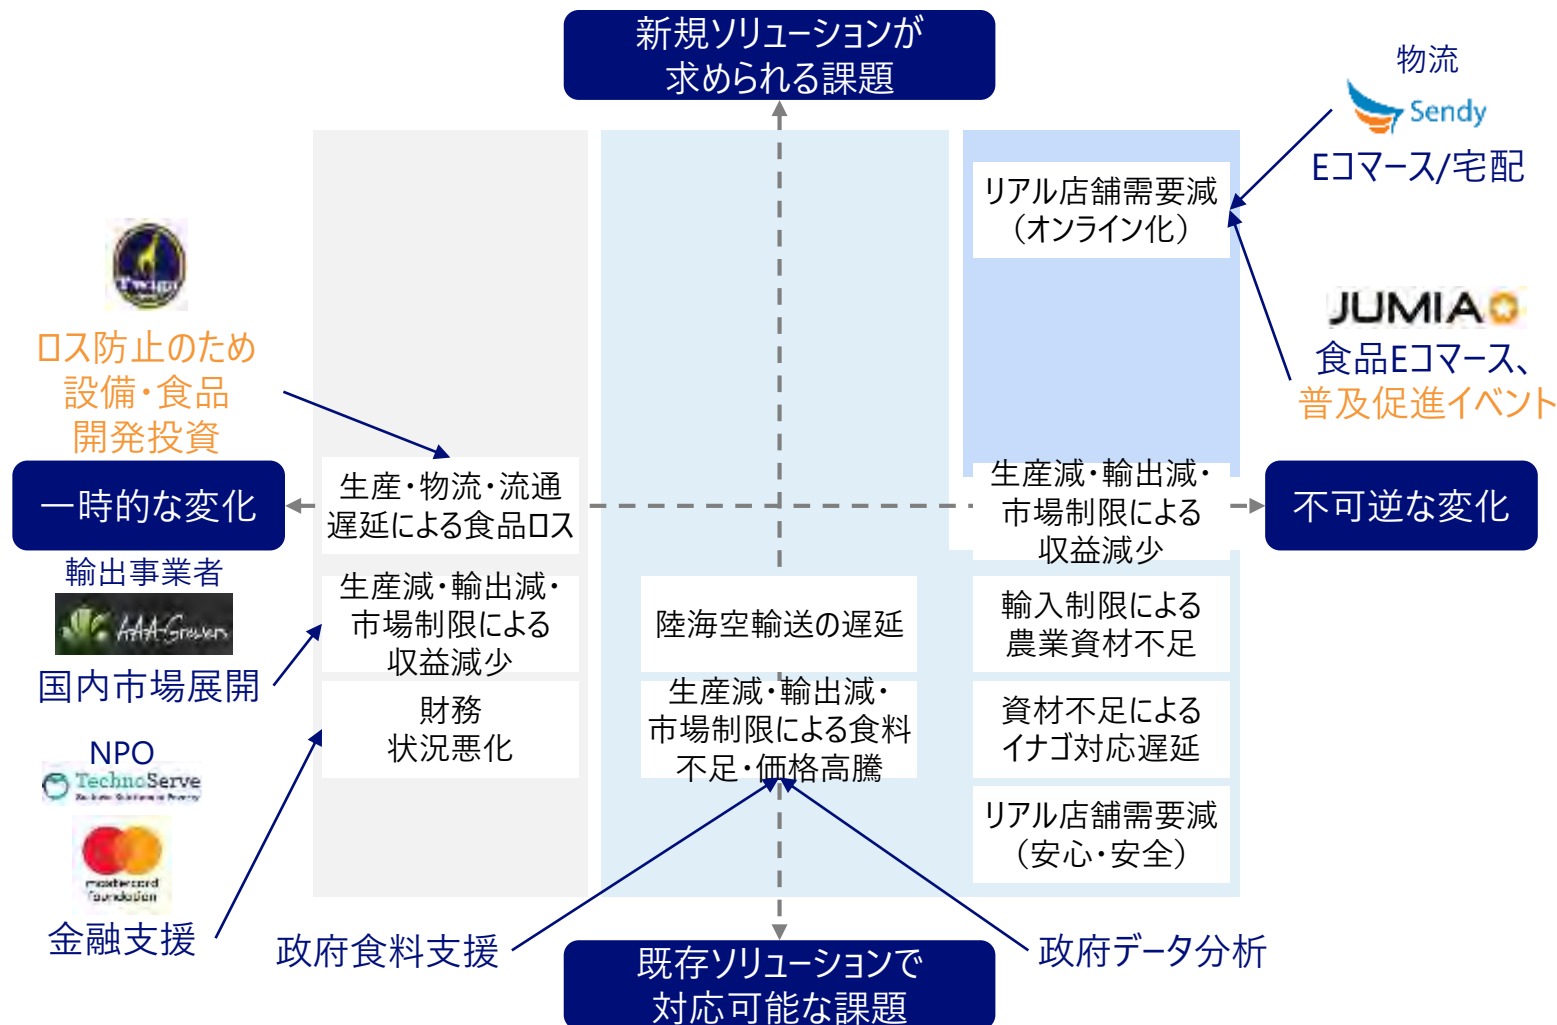 新規ソリューションが
求められる課題
物流
Sendy
Eコマース/宅配
リアル店舗需要減
（オンライン化）
Twiga
ロス防止のため
設備・食品
開発投資
JUMIA
食品Eコマース、
普及促進イベント
一時的な変化
生産・物流・流通
遅延による食品ロス
生産減・輸出減・
市場制限による
収益減少
不可逆な変化
輸出事業者
AAA Growers
国内市場展開
生産減・輸出減・
市場制限による
収益減少
陸海空輸送の遅延
輸入制限による
農業資材不足
財務
状況悪化
生産減・輸出減・
市場制限による食料
不足・価格高騰
資材不足による
イナゴ対応遅延
NPO
TechnoServe
Business Solutions to Poverty
mastercard
foundation
金融支援
リアル店舗需要減
（安心・安全）
政府食料支援
政府データ分析
既存ソリューションで
対応可能な課題